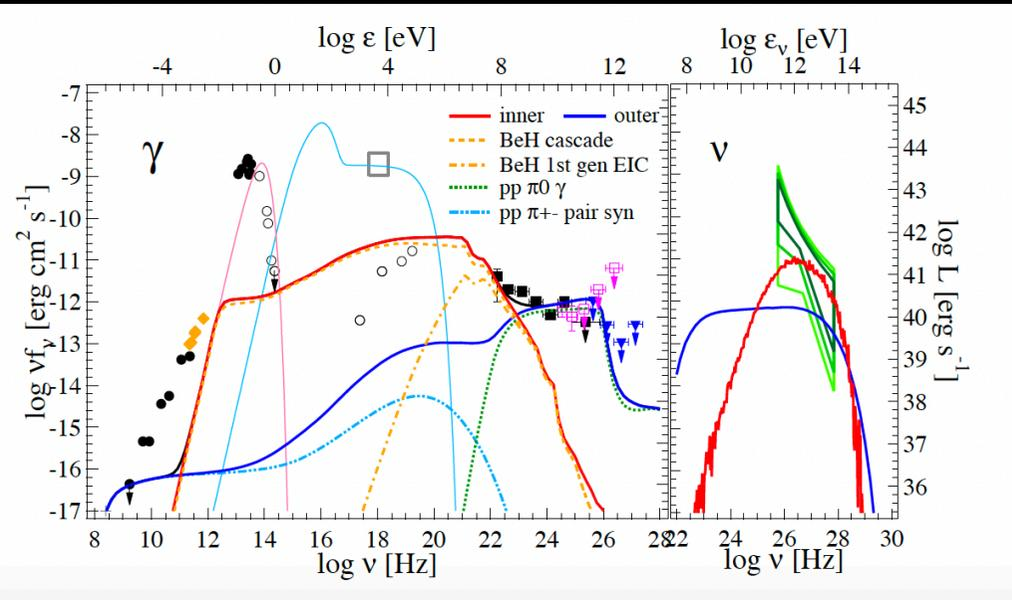 log ε [eV]
-4 0 4 8 12
log ε_ν [eV]
8 10 12 14
-7
-8
-9
-10
-11
-12
-13
-14
-15
-16
-17
log νf_ν [erg cm² s⁻¹]
γ
inner outer
BeH cascade
BeH 1st gen EIC
pp π0 γ
pp π+- pair syn
8 10 12 14 16 18 20 22 24 26 28
log ν [Hz]
ν
45
44
43
42
41
40
39
38
37
36
log L [erg s⁻¹]
22 24 26 28 30
log ν [Hz]